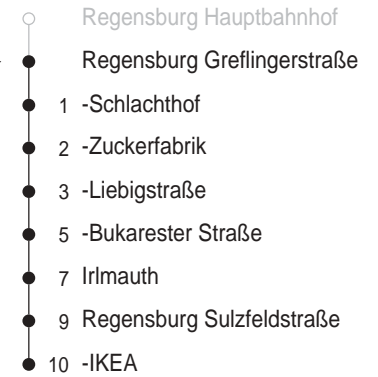 Regensburg Hauptbahnhof
Regensburg Greflingerstraße
1 -Schlachthof
2 -Zuckerfabrik
3 -Liebigstraße
5 -Bukarester Straße
7 Irlmauth
9 Regensburg Sulzfeldstraße
10 -IKEA